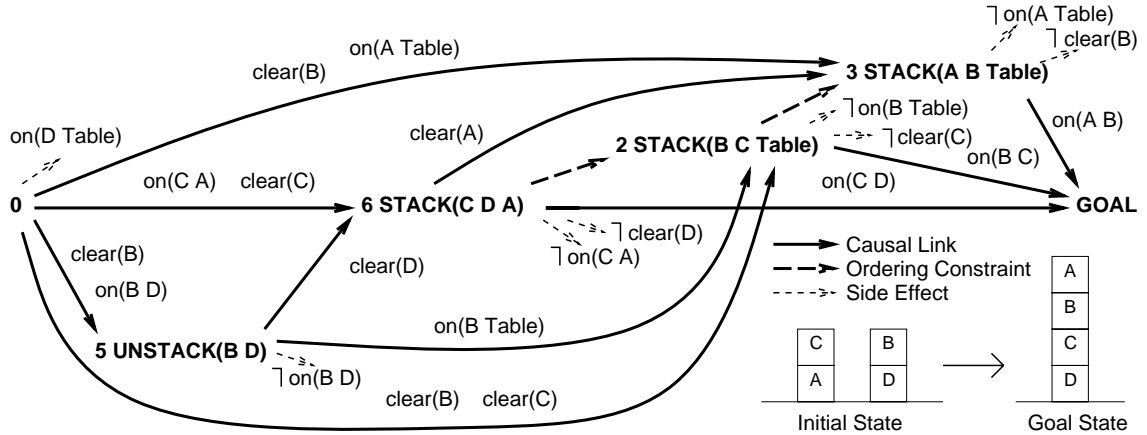 ⌉ on(A Table)
on(A Table)
⌉ clear(B)
clear(B)
3 STACK(A B Table)
⌉ on(B Table)
on(D Table)
clear(A)
⌉ clear(C)
on(A B)
2 STACK(B C Table)
on(B C)
on(C A) clear(C)
on(C D)
0
6 STACK(C D A)
GOAL
⌉ clear(D)
⌉ on(C A)
clear(B)
clear(D)
on(B D)
Causal Link
Ordering Constraint
Side Effect
on(B Table)
5 UNSTACK(B D)
⌉ on(B D)
clear(B) clear(C)
C B
A D
A
B
C
D
Initial State
Goal State